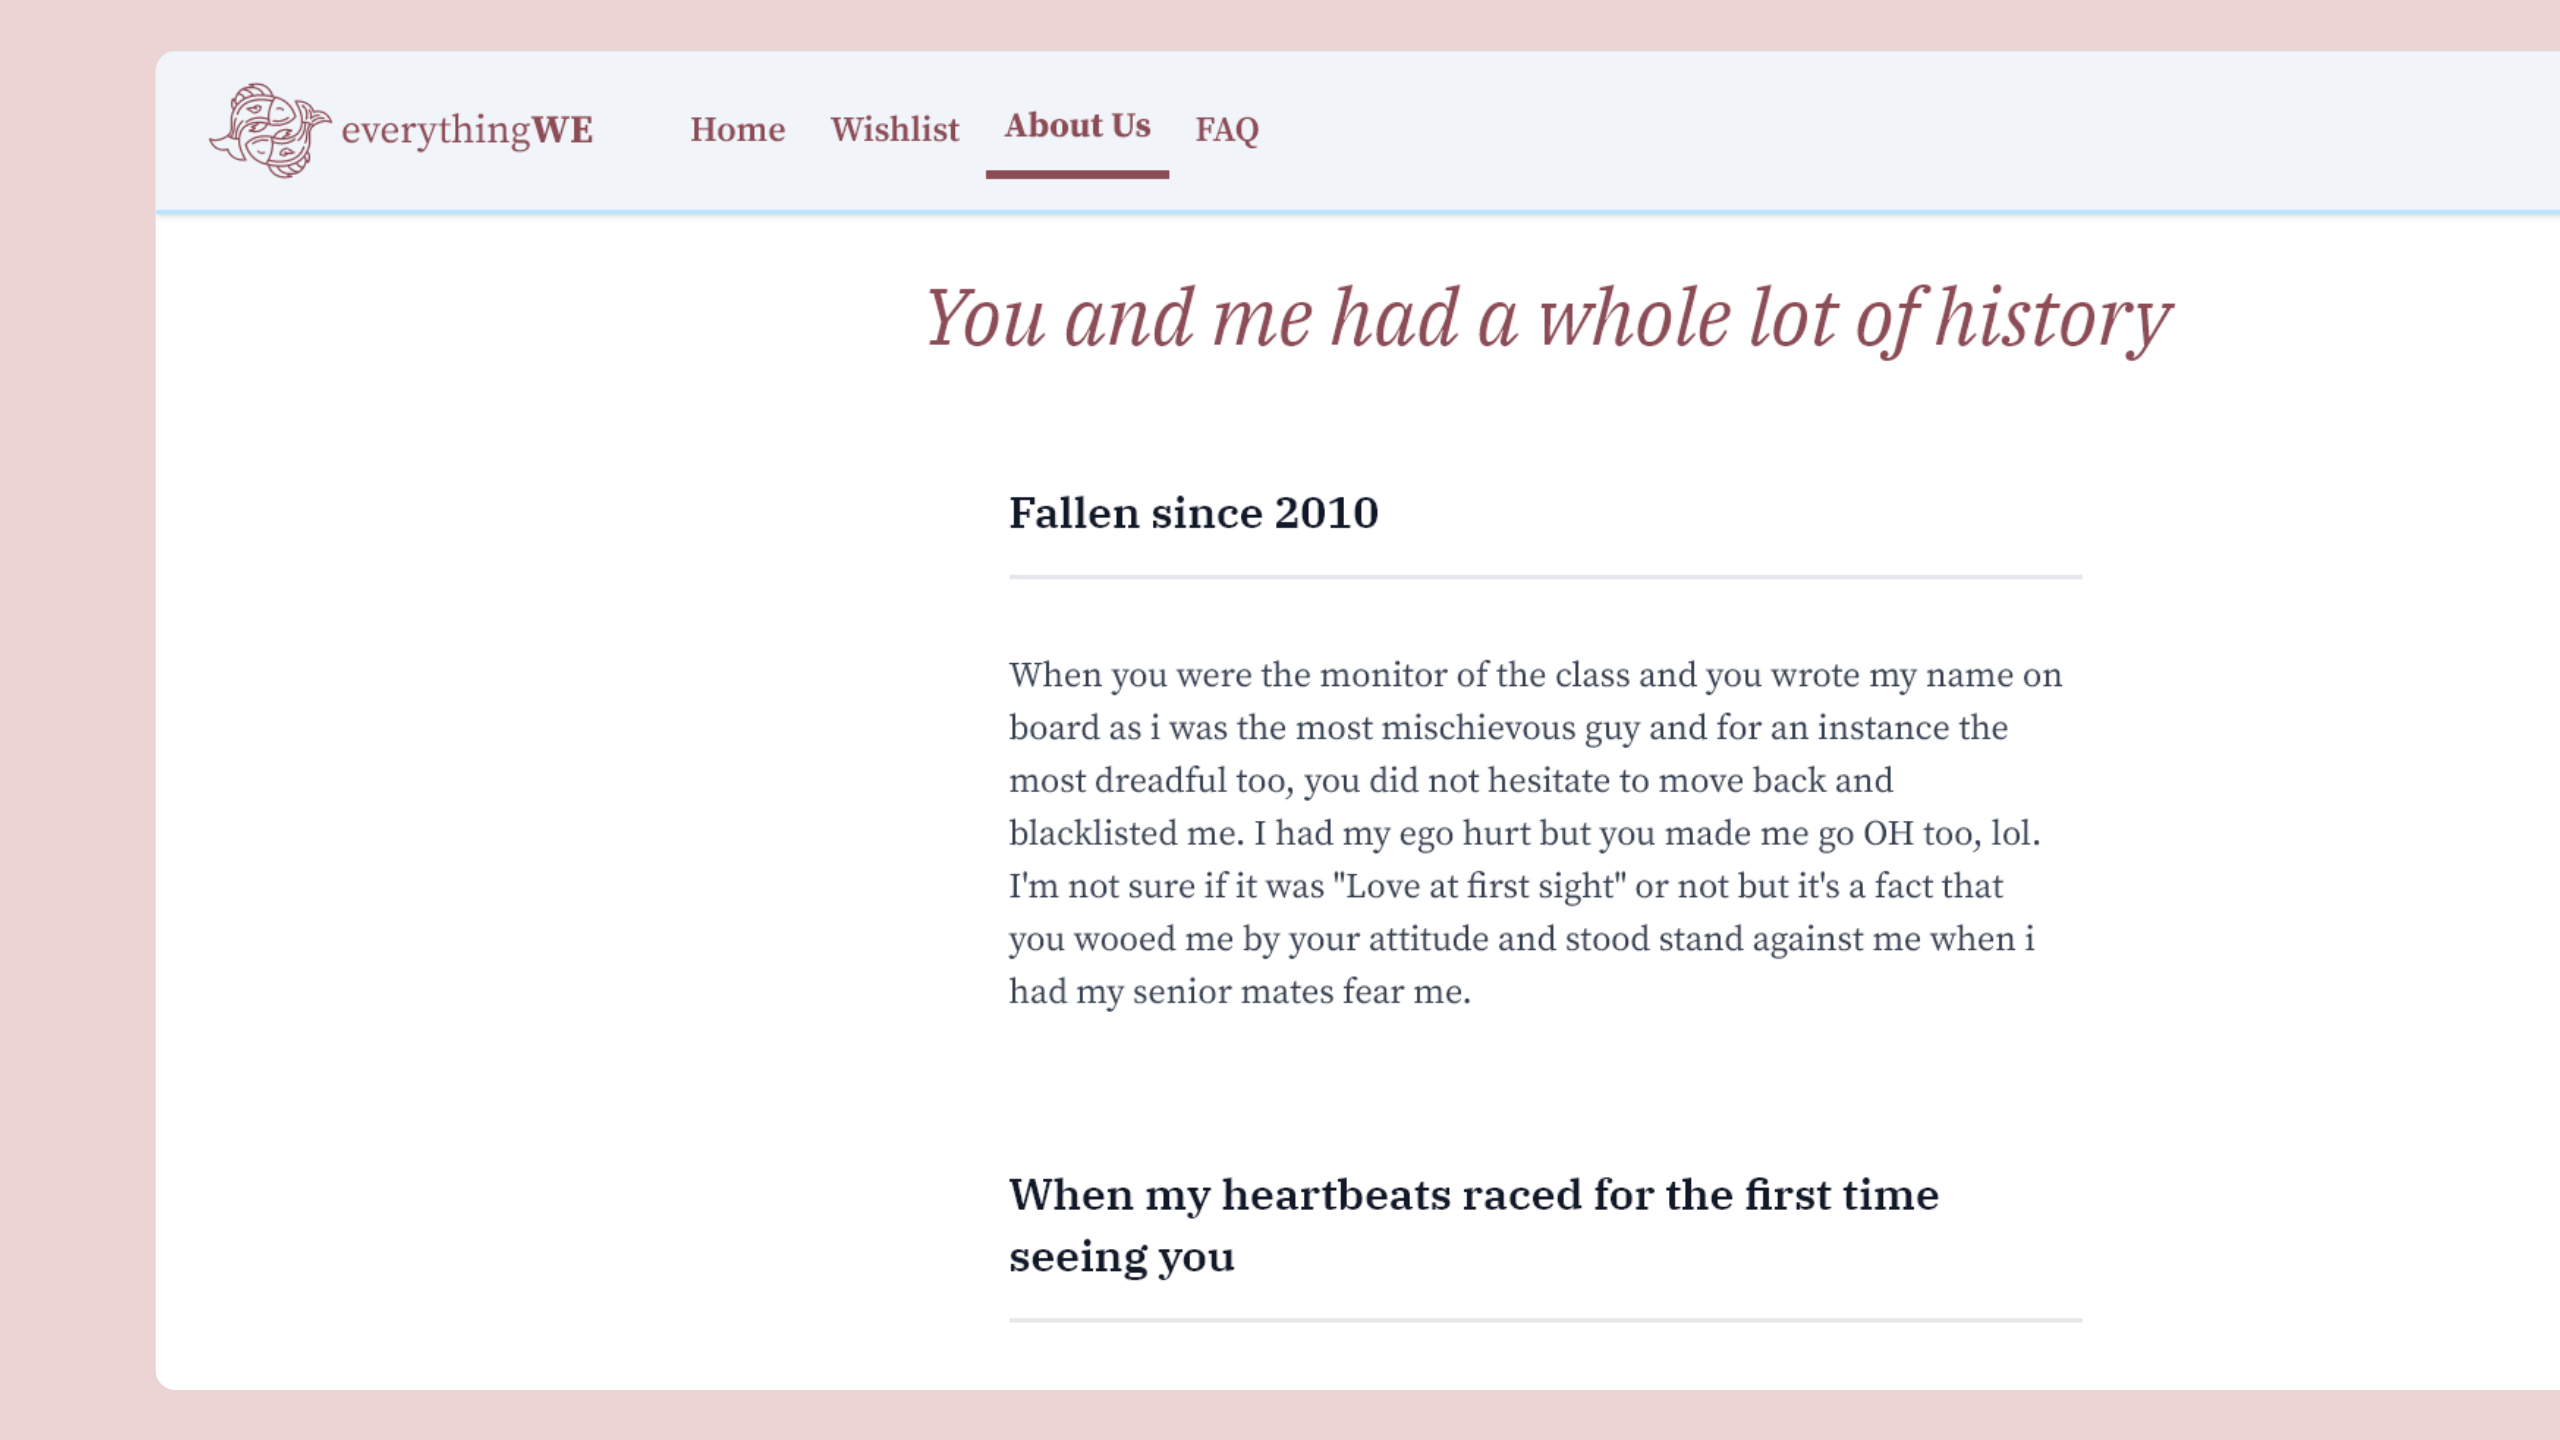 everythingWE
Home Wishlist About Us FAQ
You and me had a whole lot of history
Fallen since 2010
When you were the monitor of the class and you wrote my name on
board as i was the most mischievous guy and for an instance the
most dreadful too, you did not hesitate to move back and
blacklisted me. I had my ego hurt but you made me go OH too, lol.
I'm not sure if it was "Love at first sight" or not but it's a fact that
you wooed me by your attitude and stood stand against me when i
had my senior mates fear me.
When my heartbeats raced for the first time
seeing you